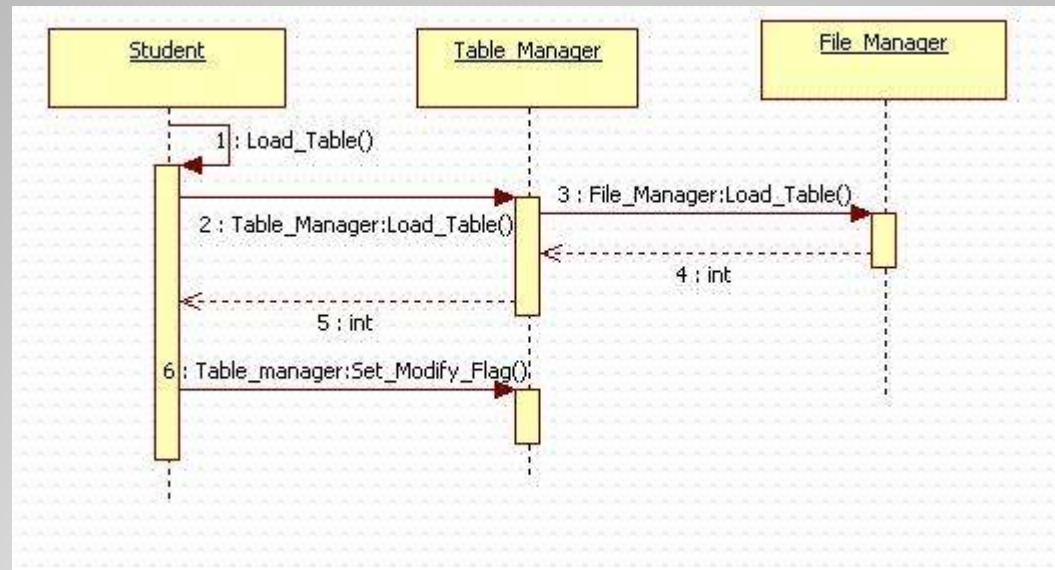 Student
Table_Manager
File_Manager
1 : Load_Table()
2 : Table_Manager:Load_Table()
3 : File_Manager:Load_Table()
4 : int
5 : int
6 : Table_manager:Set_Modify_Flag()